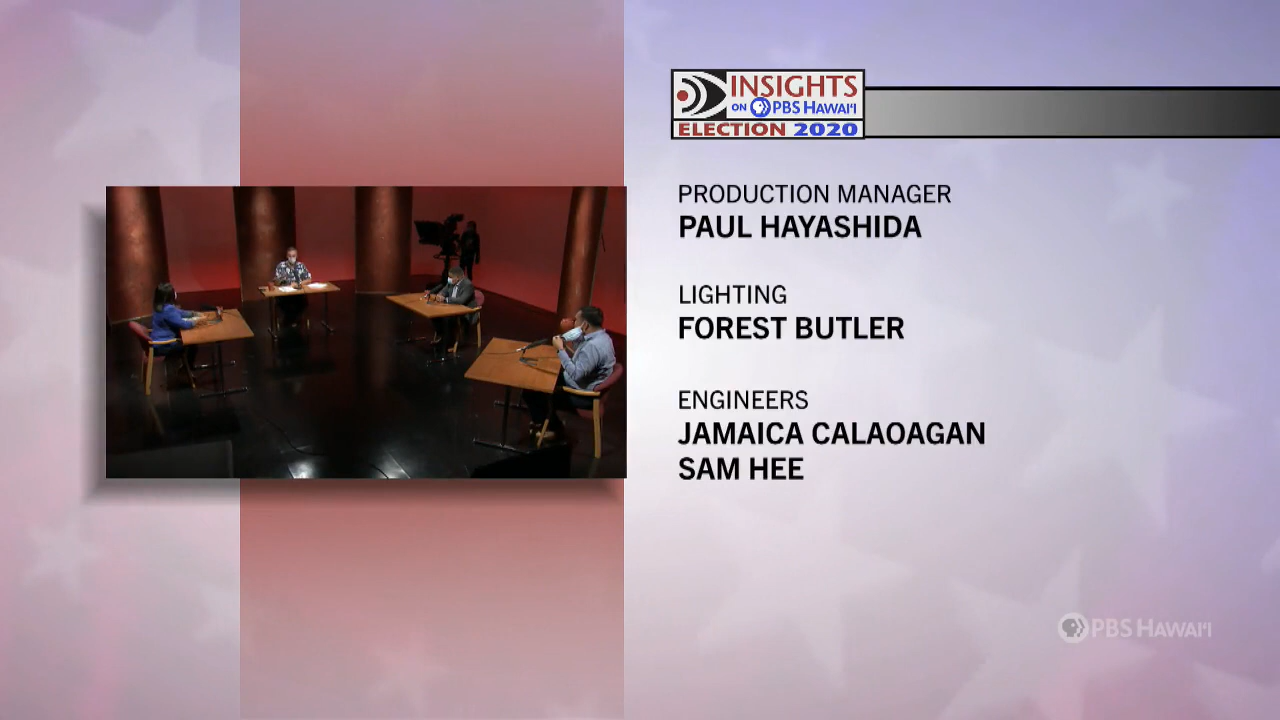 INSIGHTS
ON PBS HAWAIʻI
ELECTION 2020
PRODUCTION MANAGER
PAUL HAYASHIDA
LIGHTING
FOREST BUTLER
ENGINEERS
JAMAICA CALAOAGAN
SAM HEE
PBS HAWAIʻI